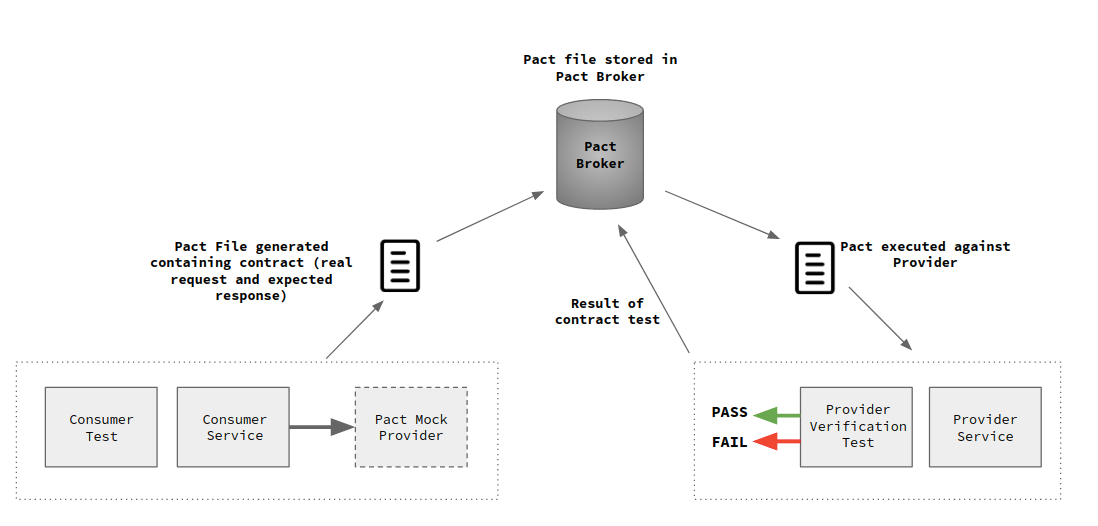 Pact file stored in
Pact Broker
Pact
Broker
Pact File generated
containing contract (real
request and expected
response)
Pact executed against
Provider
Result of
contract test
Consumer
Test
Consumer
Service
Pact Mock
Provider
PASS
FAIL
Provider
Verification
Test
Provider
Service